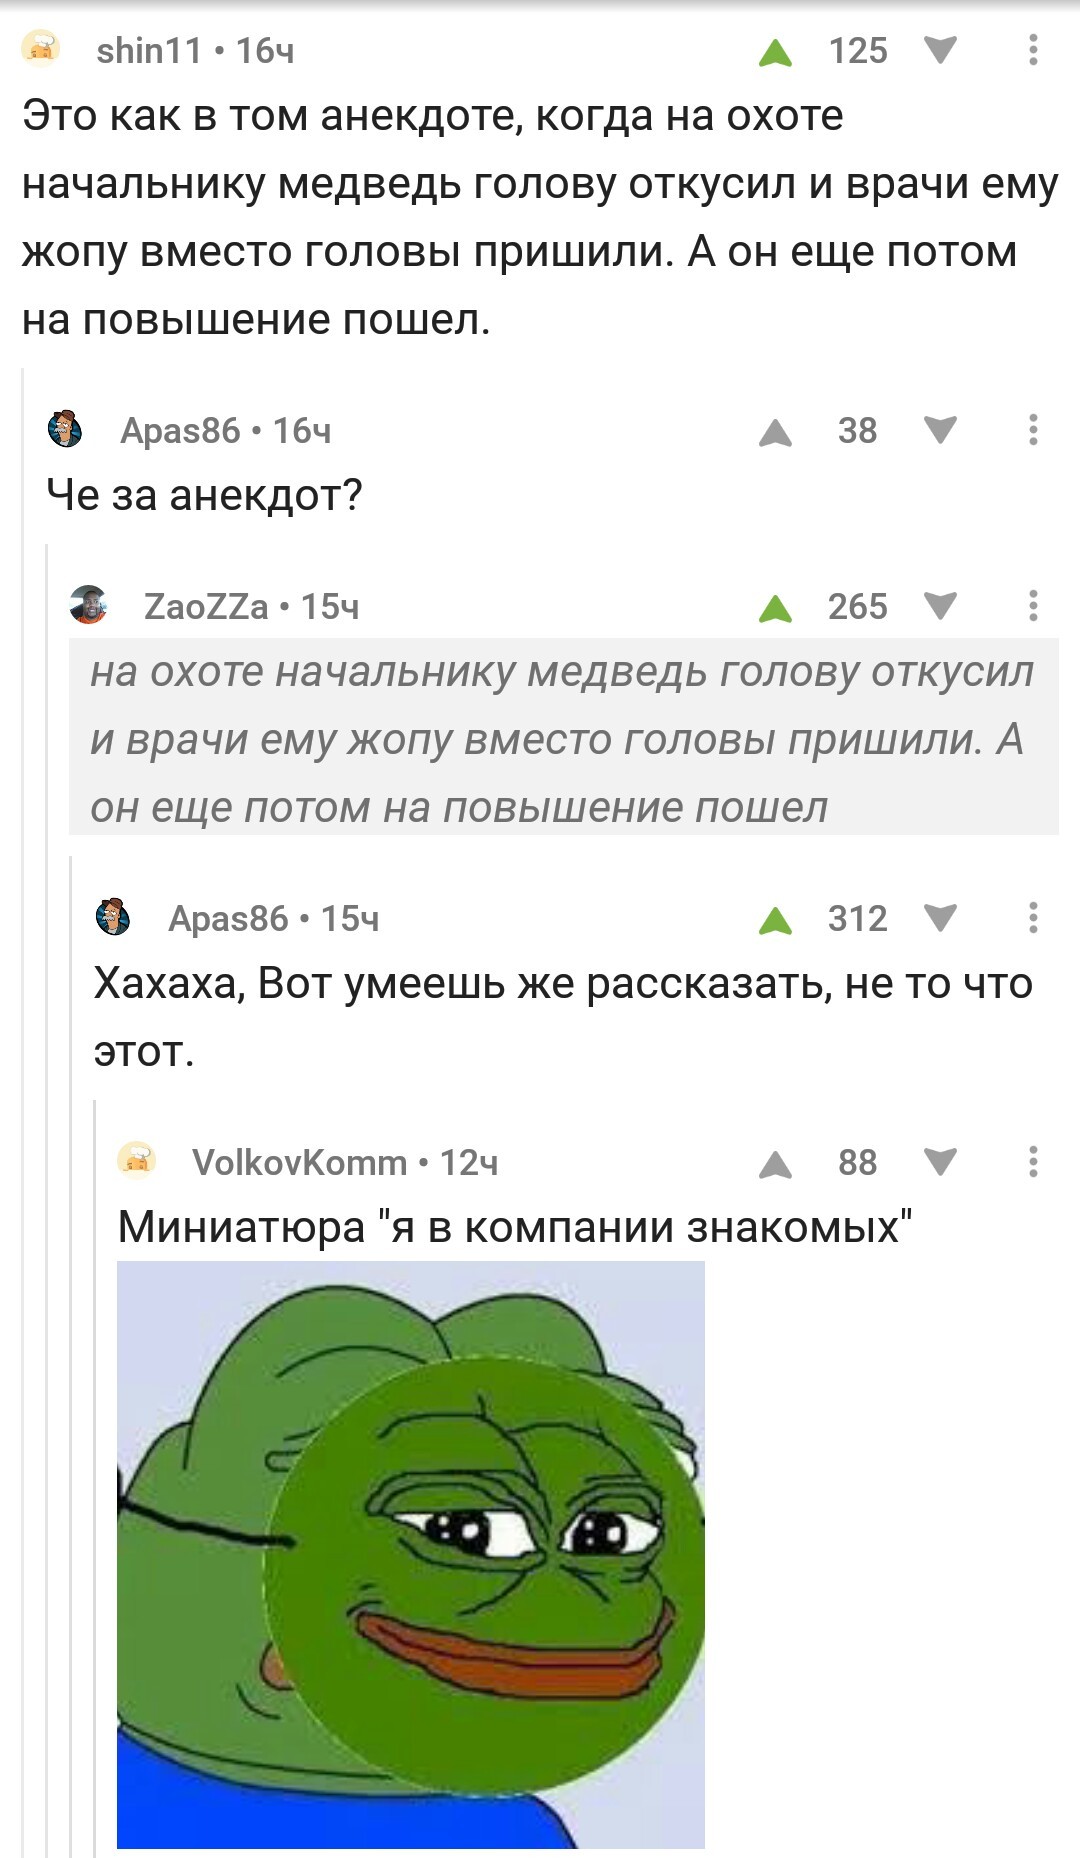 shin11 • 16ч 125
Это как в том анекдоте, когда на охоте
начальнику медведь голову откусил и врачи ему
жопу вместо головы пришили. А он еще потом
на повышение пошел.
Apas86 • 16ч 38
Че за анекдот?
ZaoZZa • 15ч 265
на охоте начальнику медведь голову откусил
и врачи ему жопу вместо головы пришили. А
он еще потом на повышение пошел
Apas86 • 15ч 312
Хахаха, Вот умеешь же рассказать, не то что
этот.
VolkovKomm • 12ч 88
Миниатюра "я в компании знакомых"